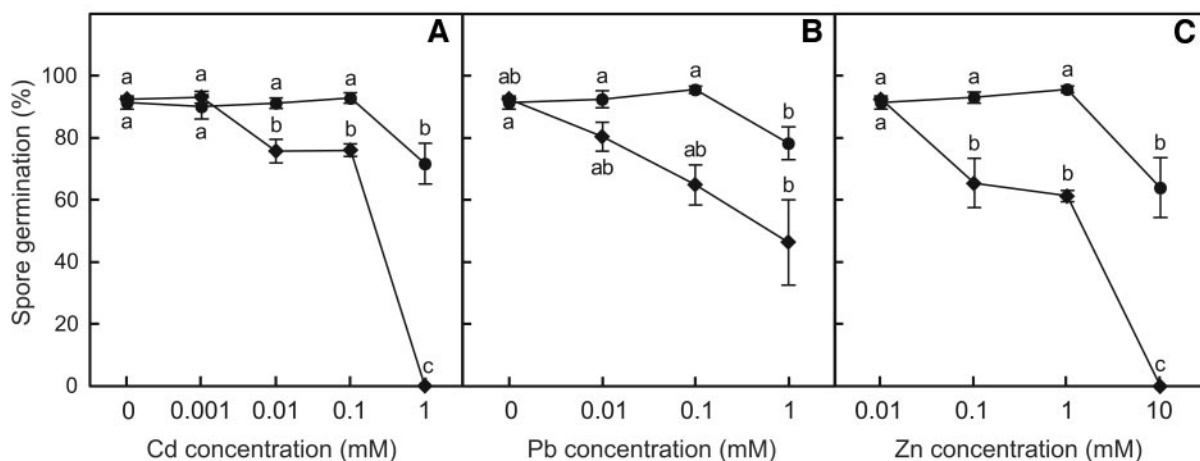 A
B
C
Spore germination (%)
100
80
60
40
20
0
a
a
a
a
b
a
a
b
b
c
ab
a
a
b
a
ab
ab
b
a
a
a
b
a
b
b
c
0 0.001 0.01 0.1 1
0 0.01 0.1 1
0.01 0.1 1 10
Cd concentration (mM)
Pb concentration (mM)
Zn concentration (mM)